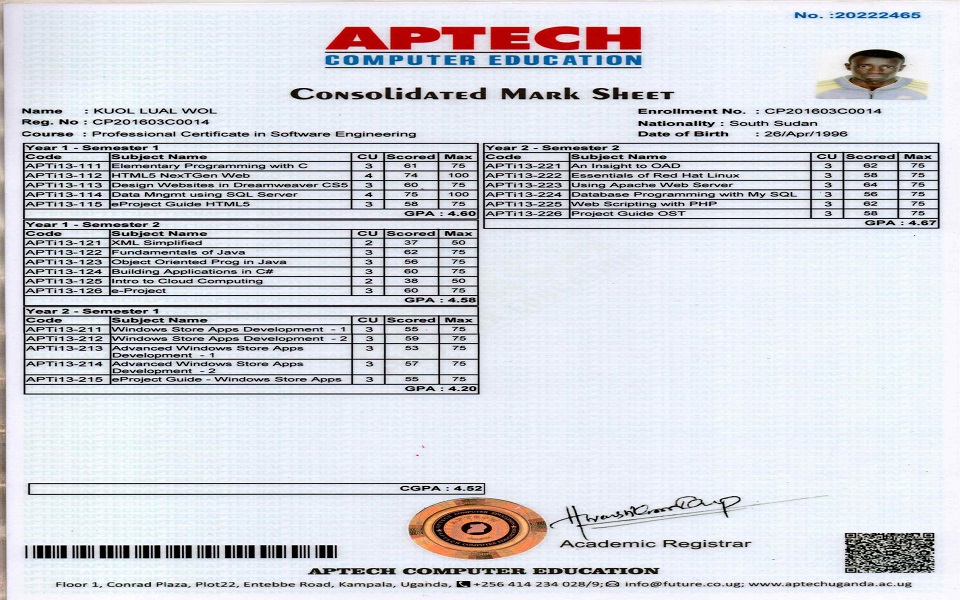 No. :20222465
APTECH
COMPUTER EDUCATION
Consolidated Mark Sheet
Name : KUOL LUAL WOL
Reg. No : CP201603C0014
Course : Professional Certificate in Software Engineering
Enrollment No. : CP201603C0014
Nationality : South Sudan
Date of Birth : 26/Apr/1996
Year 1 - Semester 1
Code Subject Name CU Scored Max
APTi13-111 Elementary Programming with C 3 61 75
APTi13-112 HTML5 NexTGen Web 4 74 100
APTi13-113 Design Websites in Dreamweaver CS5 3 60 75
APTi13-114 Data Mngmt using SQL Server 4 75 100
APTi13-115 eProject Guide HTML5 3 58 75
GPA : 4.60
Year 1 - Semester 2
Code Subject Name CU Scored Max
APTi13-121 XML Simplified 2 37 50
APTi13-122 Fundamentals of Java 3 62 75
APTi13-123 Object Oriented Prog in Java 3 56 75
APTi13-124 Building Applications in C# 3 60 75
APTi13-125 Intro to Cloud Computing 2 38 50
APTi13-126 e-Project 3 60 75
GPA : 4.58
Year 2 - Semester 1
Code Subject Name CU Scored Max
APTi13-211 Windows Store Apps Development - 1 3 55 75
APTi13-212 Windows Store Apps Development - 2 3 59 75
APTi13-213 Advanced Windows Store Apps 3 53 75
Development - 1
APTi13-214 Advanced Windows Store Apps 3 57 75
Development - 2
APTi13-215 eProject Guide - Windows Store Apps 3 55 75
GPA : 4.20
Year 2 - Semester 2
Code Subject Name CU Scored Max
APTi13-221 An Insight to OAD 3 62 75
APTi13-222 Essentials of Red Hat Linux 3 58 75
APTi13-223 Using Apache Web Server 3 64 75
APTi13-224 Database Programming with My SQL 3 56 75
APTi13-225 Web Scripting with PHP 3 62 75
APTi13-226 Project Guide OST 3 58 75
GPA : 4.67
CGPA : 4.52
Academic Registrar
APTECH COMPUTER EDUCATION
Floor 1, Conrad Plaza, Plot22, Entebbe Road, Kampala, Uganda, +256 414 234 028/9; info@future.co.ug; www.aptechuganda.ac.ug